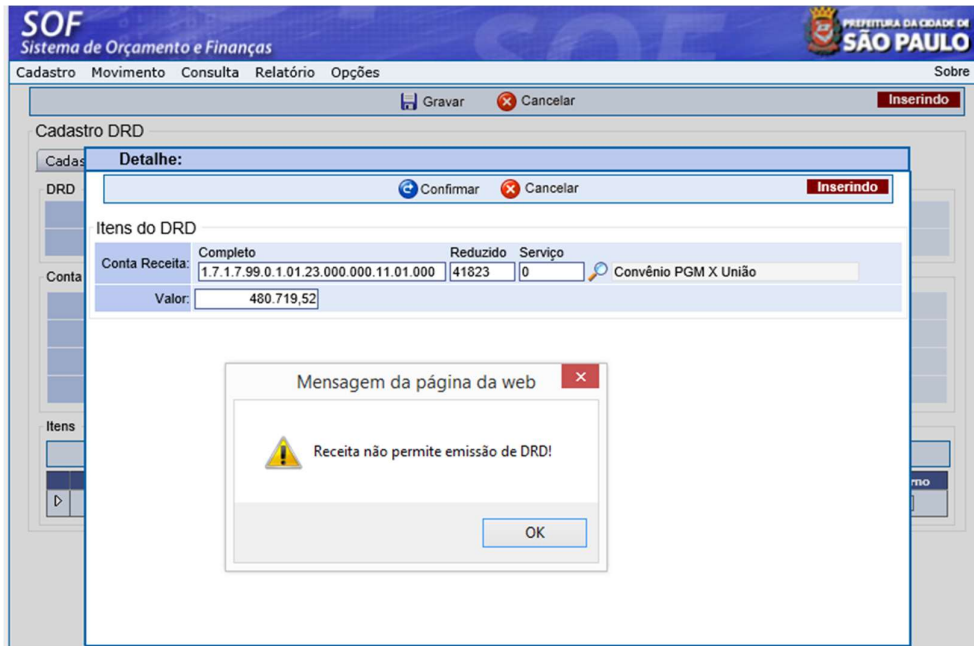 SOF
Sistema de Orçamento e Finanças
PREFEITURA DA CIDADE DE
SÃO PAULO
Cadastro Movimento Consulta Relatório Opções Sobre
Gravar Cancelar Inserindo
Cadastro DRD
Cadas
Detalhe:
DRD
Confirmar Cancelar Inserindo
Itens do DRD
Completo Reduzido Serviço
Conta Receita: 1.7.1.7.99.0.1.01.23.000.000.11.01.000 41823 0 Convênio PGM X União
Conta
Valor: 480.719,52
Mensagem da página da web
Itens
Receita não permite emissão de DRD!
rno
OK